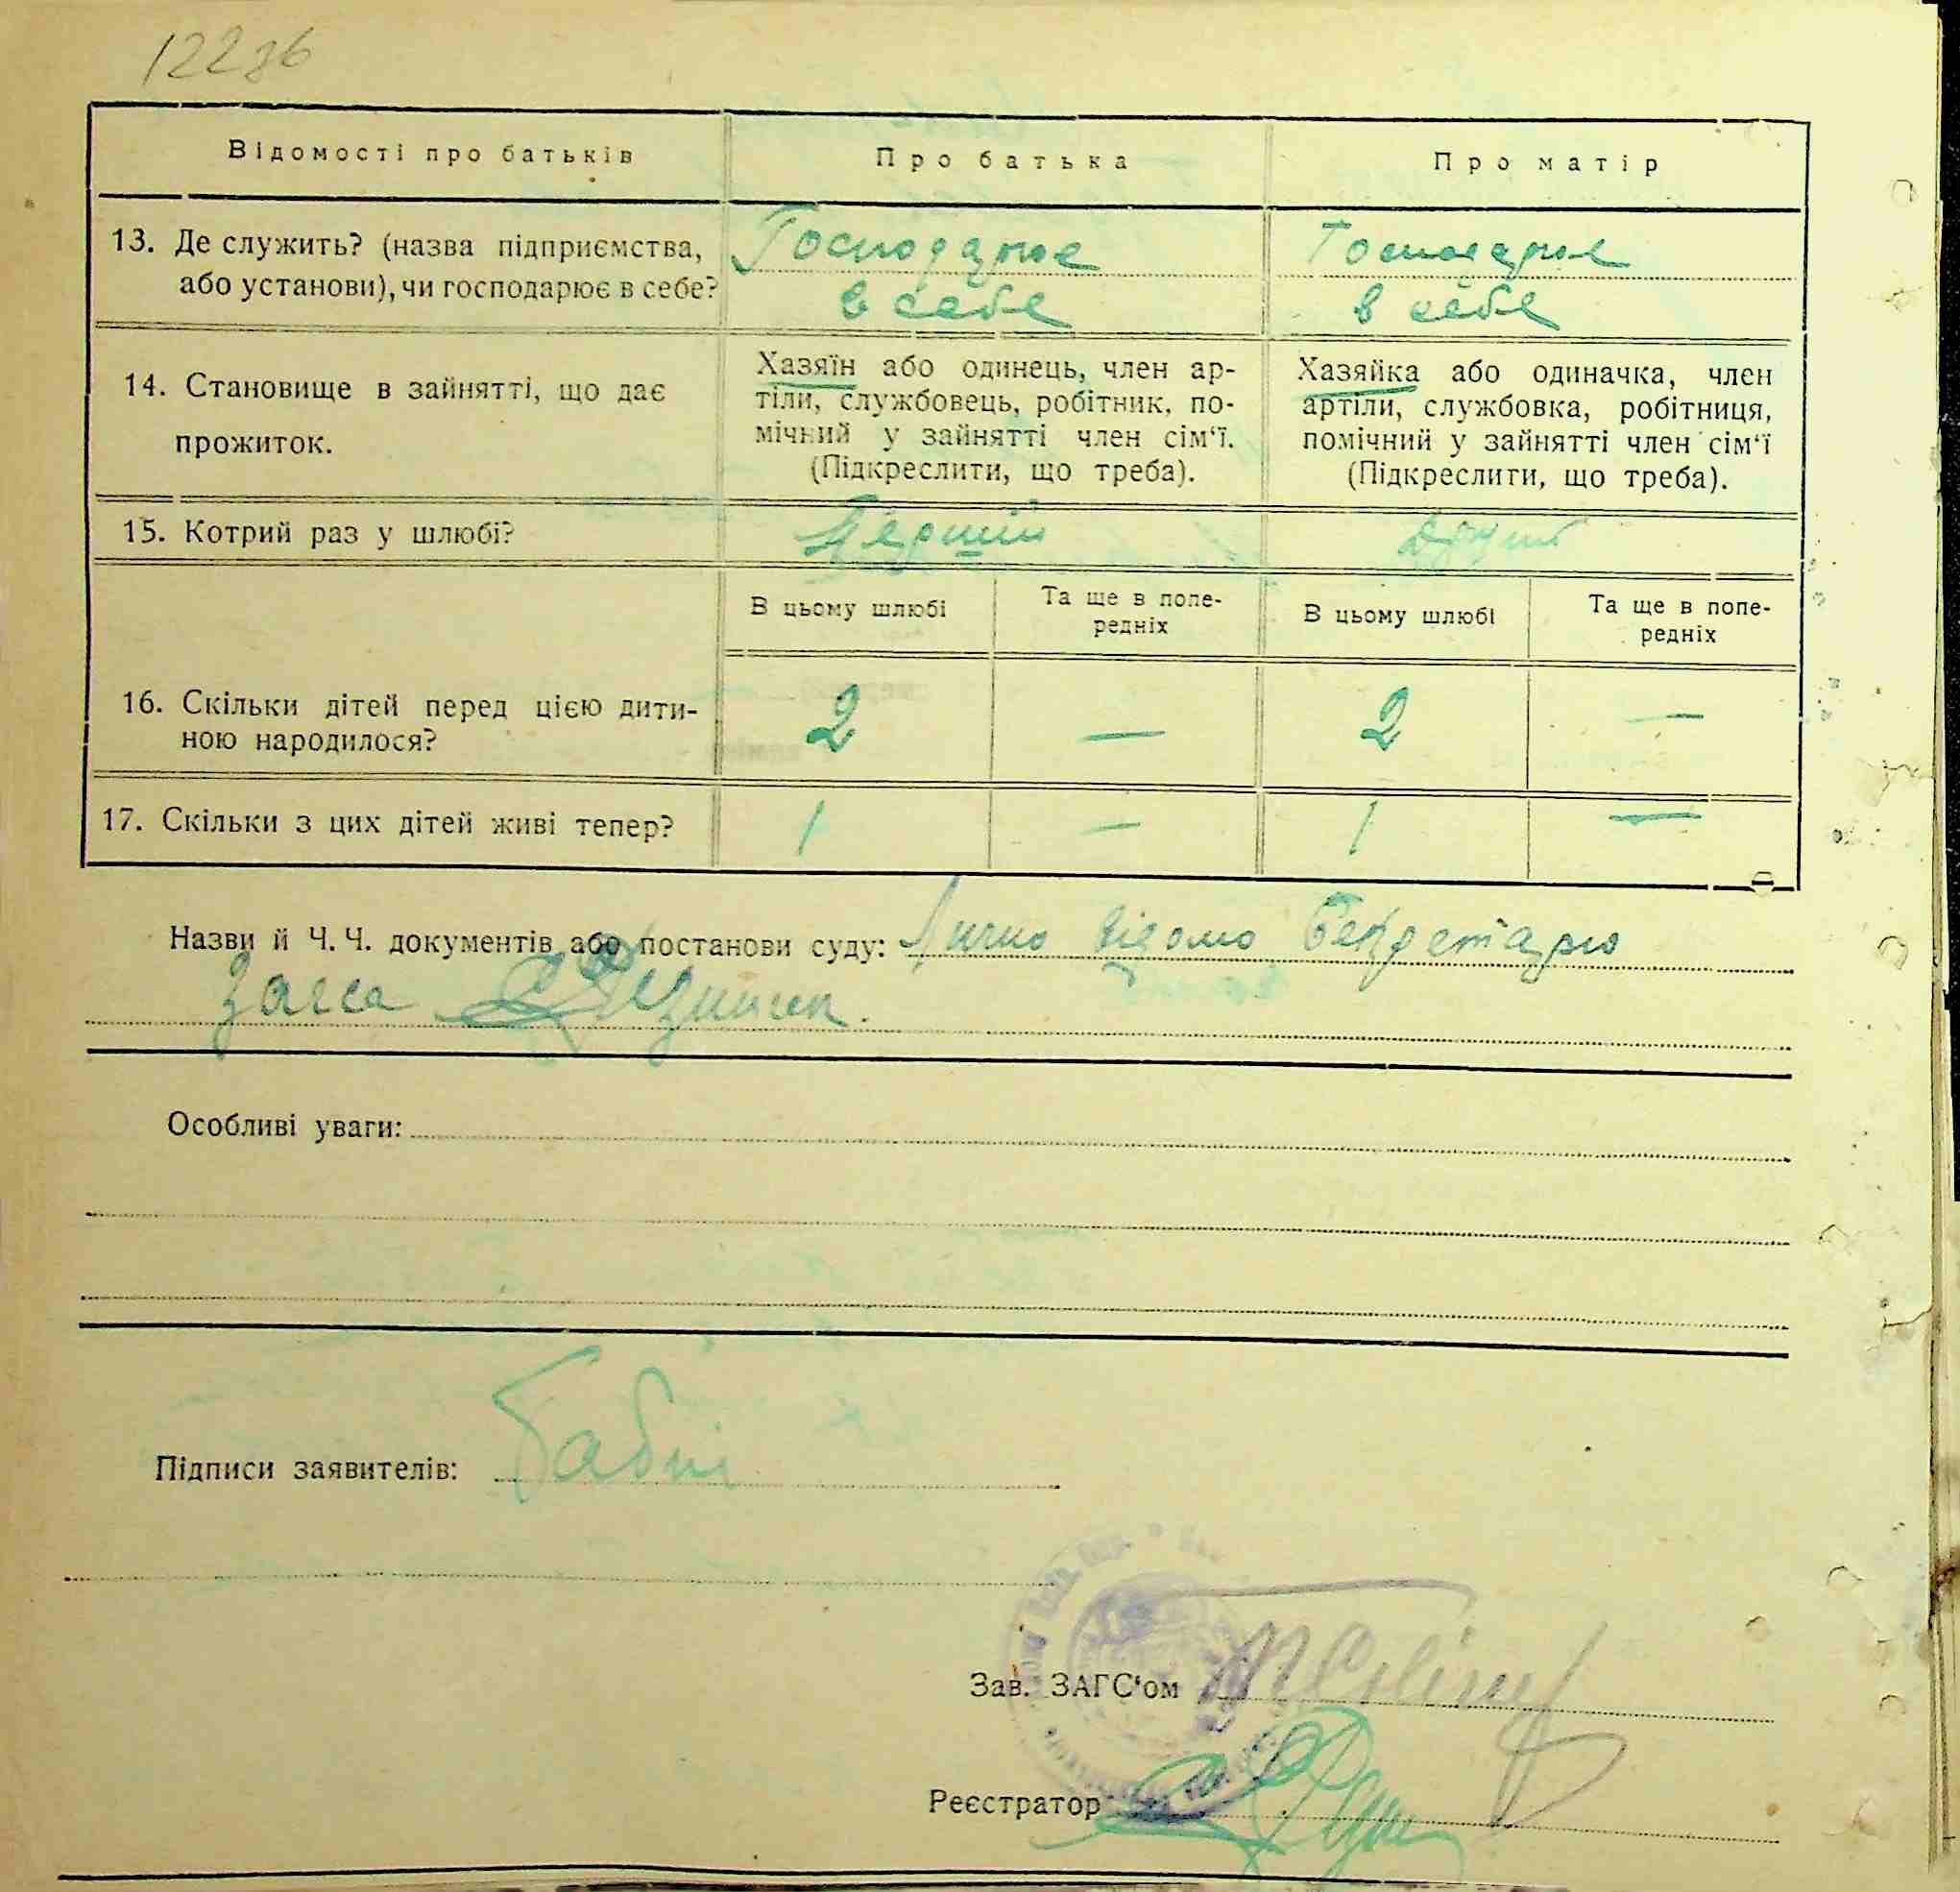 12286
Відомості про батьків Про батька Про матір
13. Де служить? (назва підприємства, Господарює Господарює
або установи), чи господарює в себе? в себе в себе
Хазяїн або одинець, член ар- Хазяйка або одиначка, член
14. Становище в зайнятті, що дає тіли, службовець, робітник, по- артіли, службовка, робітниця,
прожиток. мічний у зайнятті член сім‘ї. помічний у зайнятті член сім‘ї
(Підкреслити, що треба). (Підкреслити, що треба).
15. Котрий раз у шлюбі? Перший
В цьому шлюбі Та ще в попе- В цьому шлюбі Та ще в попе-
редніх редніх
16. Скільки дітей перед цією дити- 2 — 2 —
ною народилося?
17. Скільки з цих дітей живі тепер? 1 — 1 —
Назви й Ч. Ч. документів або постанови суду: Лично відомо Секретарю
Загса
Особливі уваги:
Підписи заявителів: Бабій
Зав. ЗАГС‘ом
Реєстратор